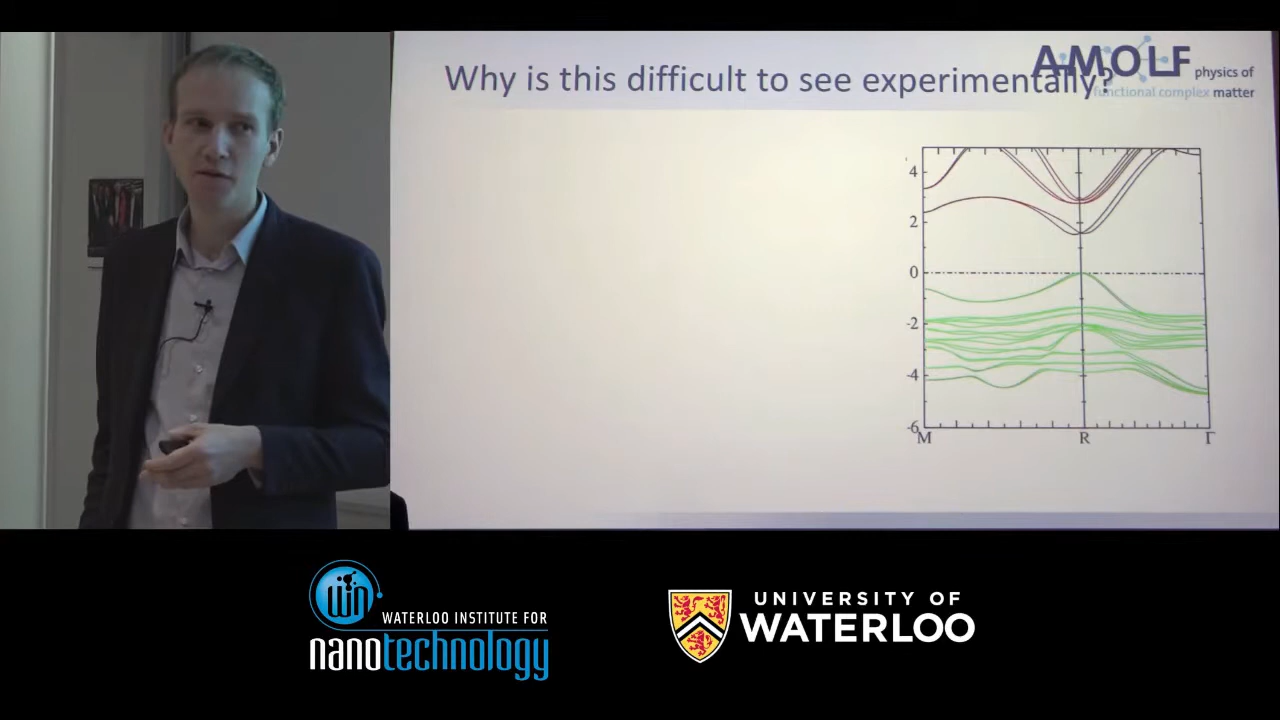 Why is this difficult to see experimentally?
AMOLF
physics of
functional complex matter
4
2
0
-2
-4
-6
M R Γ
WATERLOO INSTITUTE FOR
nanotechnology
UNIVERSITY OF
WATERLOO